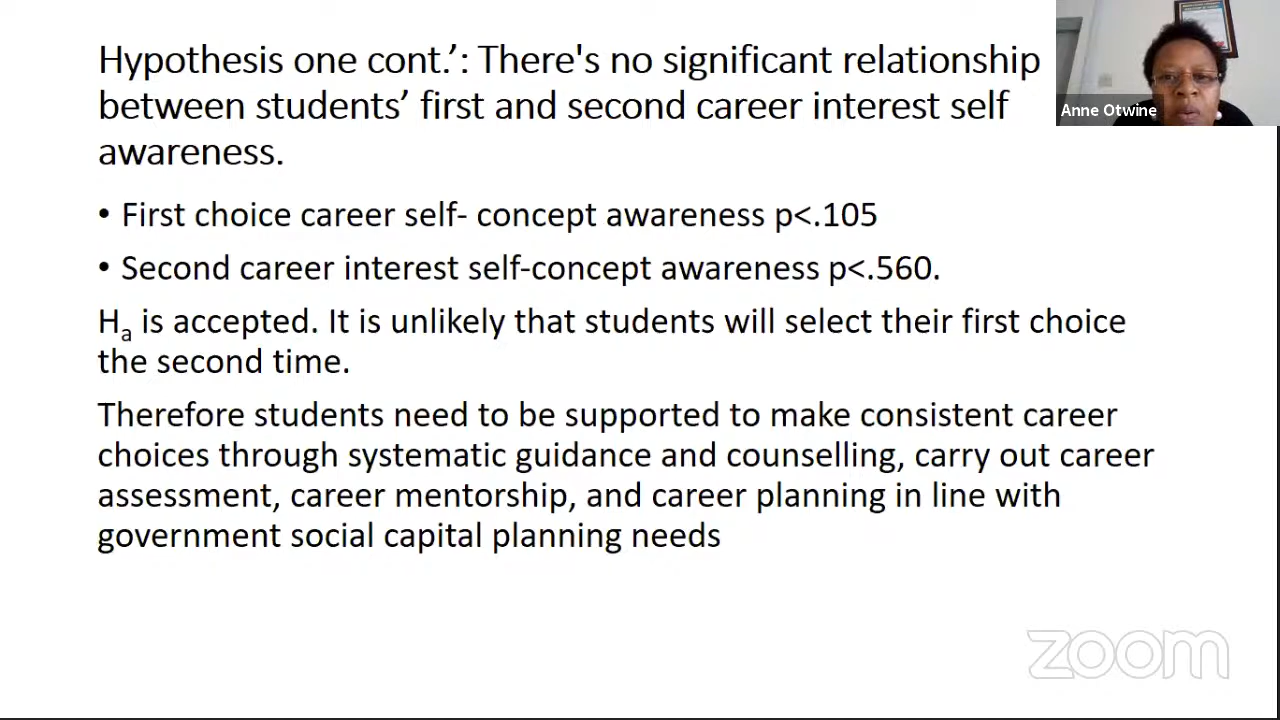 Hypothesis one cont.’: There's no significant relationship
between students’ first and second career interest self
awareness.
Anne Otwine
• First choice career self- concept awareness p<.105
• Second career interest self-concept awareness p<.560.
Ha is accepted. It is unlikely that students will select their first choice
the second time.
Therefore students need to be supported to make consistent career
choices through systematic guidance and counselling, carry out career
assessment, career mentorship, and career planning in line with
government social capital planning needs
zoom